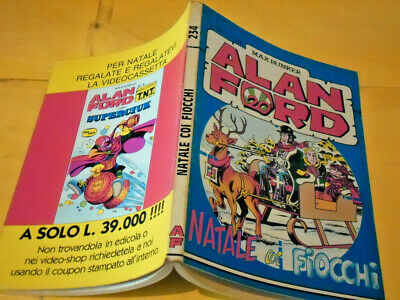 PER NATALE
REGALATE E REGALATEVI
LA VIDEOCASSETTA
ALAN
FORD
T.N.T.
SUPERCIUK
A SOLO L. 39.000 !!!!
Non trovandola in edicola o
nei video-shop richiedetela a noi
usando il coupon stampato all'interno
234
NATALE COI FIOCCHI
ALAN
FORD
MAX BUNKER
ALAN
FORD
NATALE coi FiOCCHi